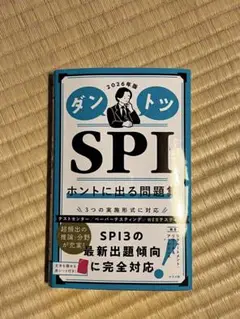 2026年版
ダントツ
SPI
ホントに出る問題集
3つの実施形式に対応
テストセンター/ペーパーテスティング/WEBテスティング
超頻出の
推論分野
が充実!
SPI3の
最新出題傾向
に完全対応!